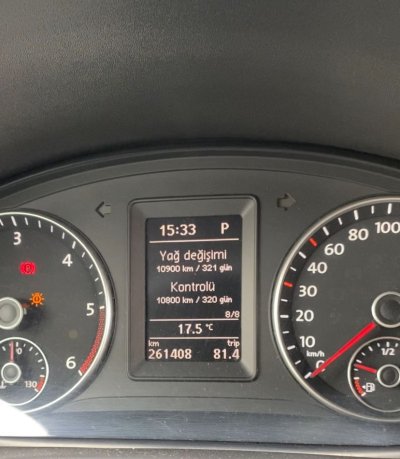 15:33 P
Yağ değişimi
10900 km / 321 gün
Kontrolü
10800 km / 320 gün
8/8
17.5 °C
km trip
261408 81.4
3
4
5
6
0
130
100
80
60
50
40
30
20
10
0
km/h
1/2